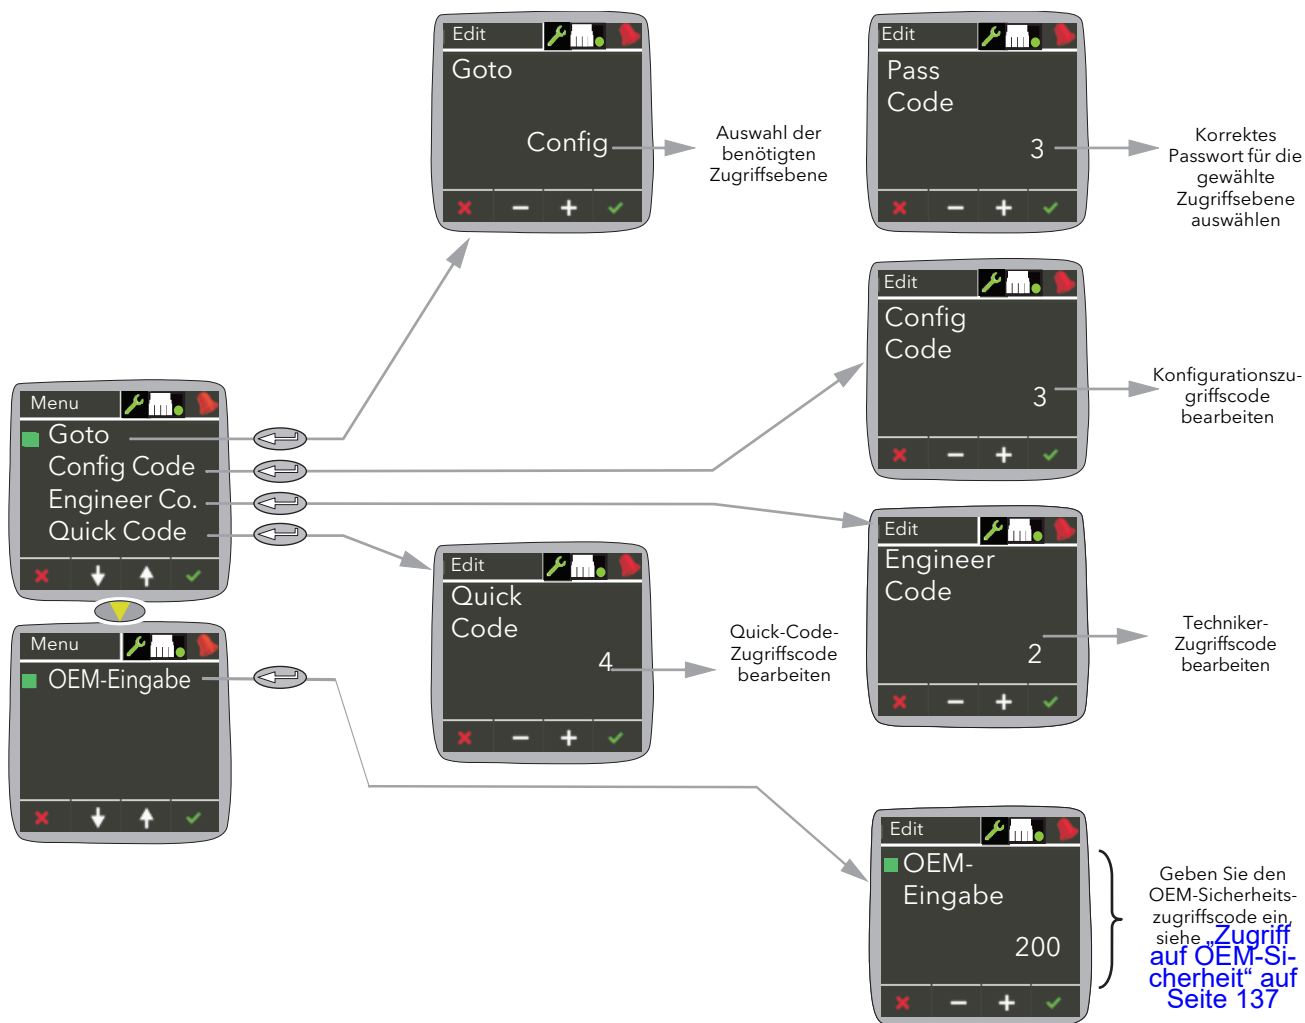 Edit
Goto
Config
Auswahl der
benötigten
Zugriffsebene
Edit
Pass
Code
3
Korrektes
Passwort für die
gewählte
Zugriffsebene
auswählen
Edit
Config
Code
3
Konfigurationszu-
griffscode
bearbeiten
Menu
Goto
Config Code
Engineer Co.
Quick Code
Edit
Engineer
Code
2
Techniker-
Zugriffscode
bearbeiten
Edit
Quick
Code
4
Quick-Code-
Zugriffscode
bearbeiten
Menu
OEM-Eingabe
Edit
OEM-
Eingabe
200
Geben Sie den
OEM-Sicherheits-
zugriffscode ein,
siehe „Zugriff
auf OEM-Si-
cherheit“ auf
Seite 137